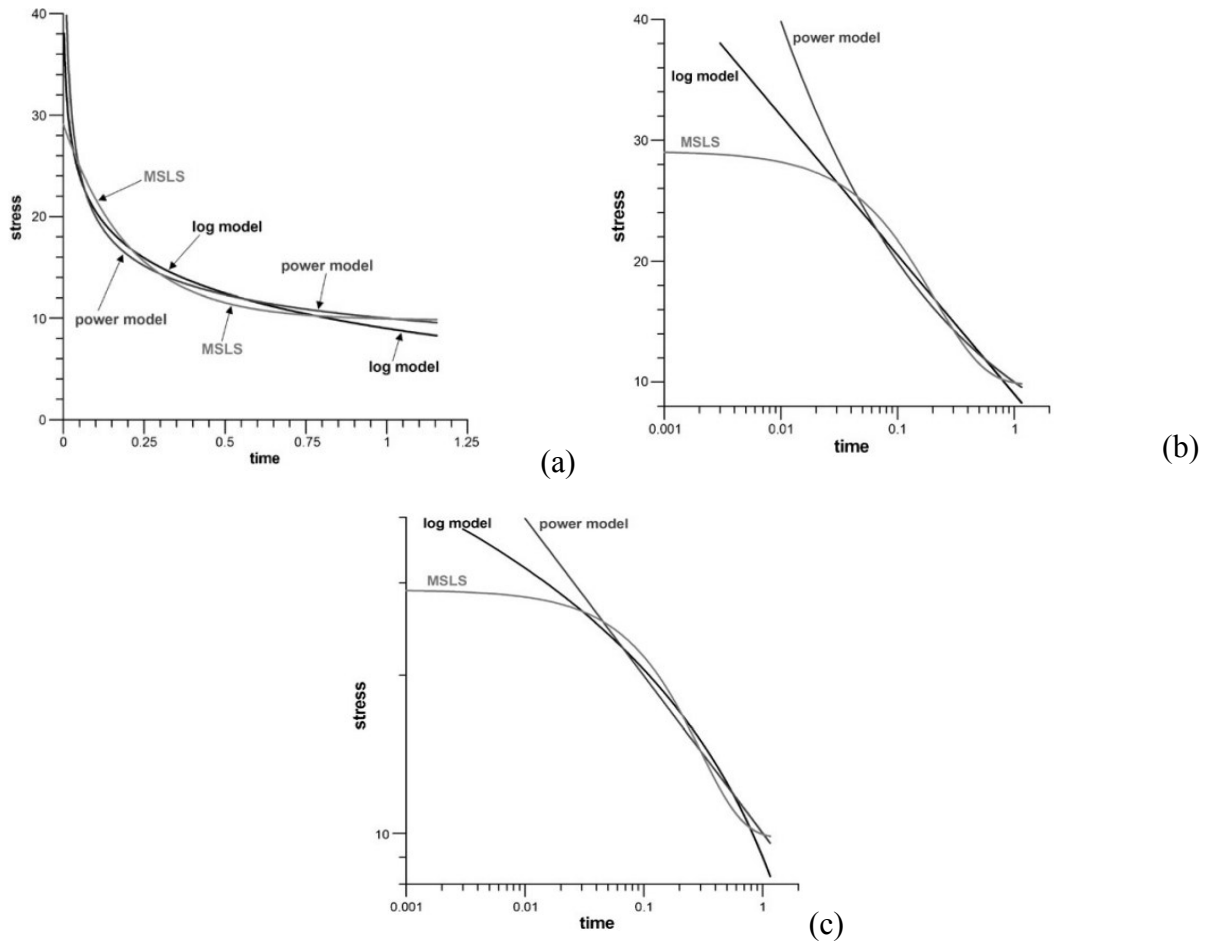 40
30
20
10
0
stress
MSLS
log model
power model
power model
MSLS
log model
0 0.25 0.5 0.75 1 1.25
time
(a)
40
30
20
10
stress
power model
log model
MSLS
0.001 0.01 0.1 1
time
(b)
log model power model
MSLS
stress
10
0.001 0.01 0.1 1
time
(c)